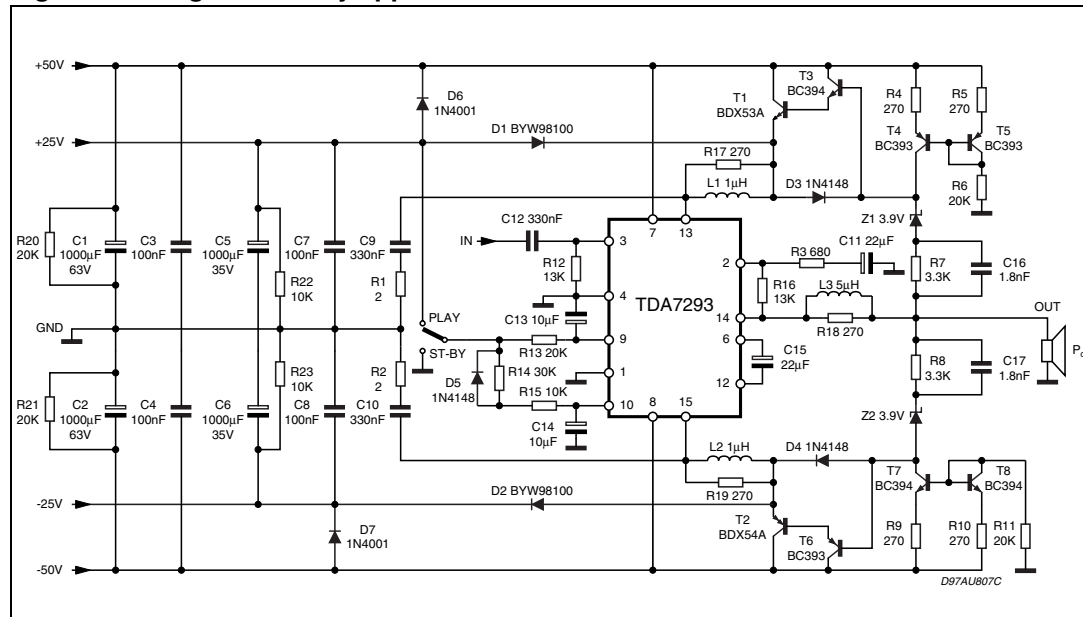 +50V
D6
1N4001
T3
BC394
T1
BDX53A
R4
270
R5
270
T4
BC393
T5
BC393
+25V
D1 BYW98100
R17 270
L1 1μH
D3 1N4148
R6
20K
Z1 3.9V
R20
20K
C1
1000μF
63V
C3
100nF
C5
1000μF
35V
R22
10K
C7
100nF
C9
330nF
R1
2
C12 330nF
IN
R12
13K
3
7
13
2
R3 680
C11 22μF
R7
3.3K
C16
1.8nF
4
TDA7293
R16
13K
L3 5μH
GND
PLAY
ST-BY
C13 10μF
R13 20K
9
14
R18 270
OUT
6
C15
22μF
12
R21
20K
C2
1000μF
63V
C4
100nF
C6
1000μF
35V
R23
10K
C8
100nF
C10
330nF
R2
2
D5
1N4148
R14 30K
R15 10K
1
10
C14
10μF
8
15
R8
3.3K
C17
1.8nF
Z2 3.9V
L2 1μH
D4 1N4148
R19 270
-25V
D2 BYW98100
D7
1N4001
T2
BDX54A
T6
BC393
T7
BC394
T8
BC394
R9
270
R10
270
R11
20K
-50V
D97AU807C